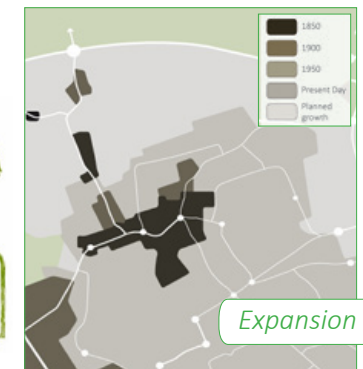 1850
1900
1950
Present Day
Planned
growth
Expansion